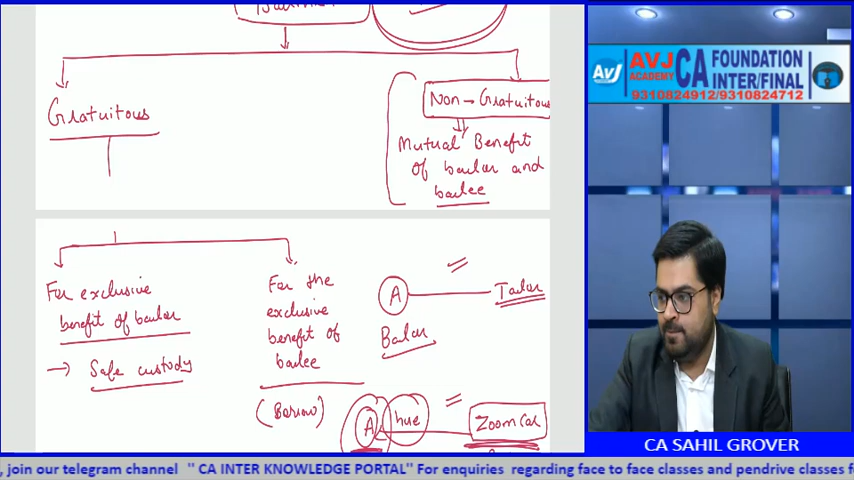 Gratuitous
Non → Gratuitous
Mutual Benefit
of bailor and
bailee
For exclusive
benefit of bailor
→ Safe custody
For the
exclusive
benefit of
bailee
(Borrow)
A
Tailor
Bailor
A
hire
Zoom Car
AVJ
AVJ
ACADEMY
CA
FOUNDATION
INTER/FINAL
9310824912/9310824712
CA SAHIL GROVER
, join our telegram channel " CA INTER KNOWLEDGE PORTAL" For enquiries regarding face to face classes and pendrive classes fo